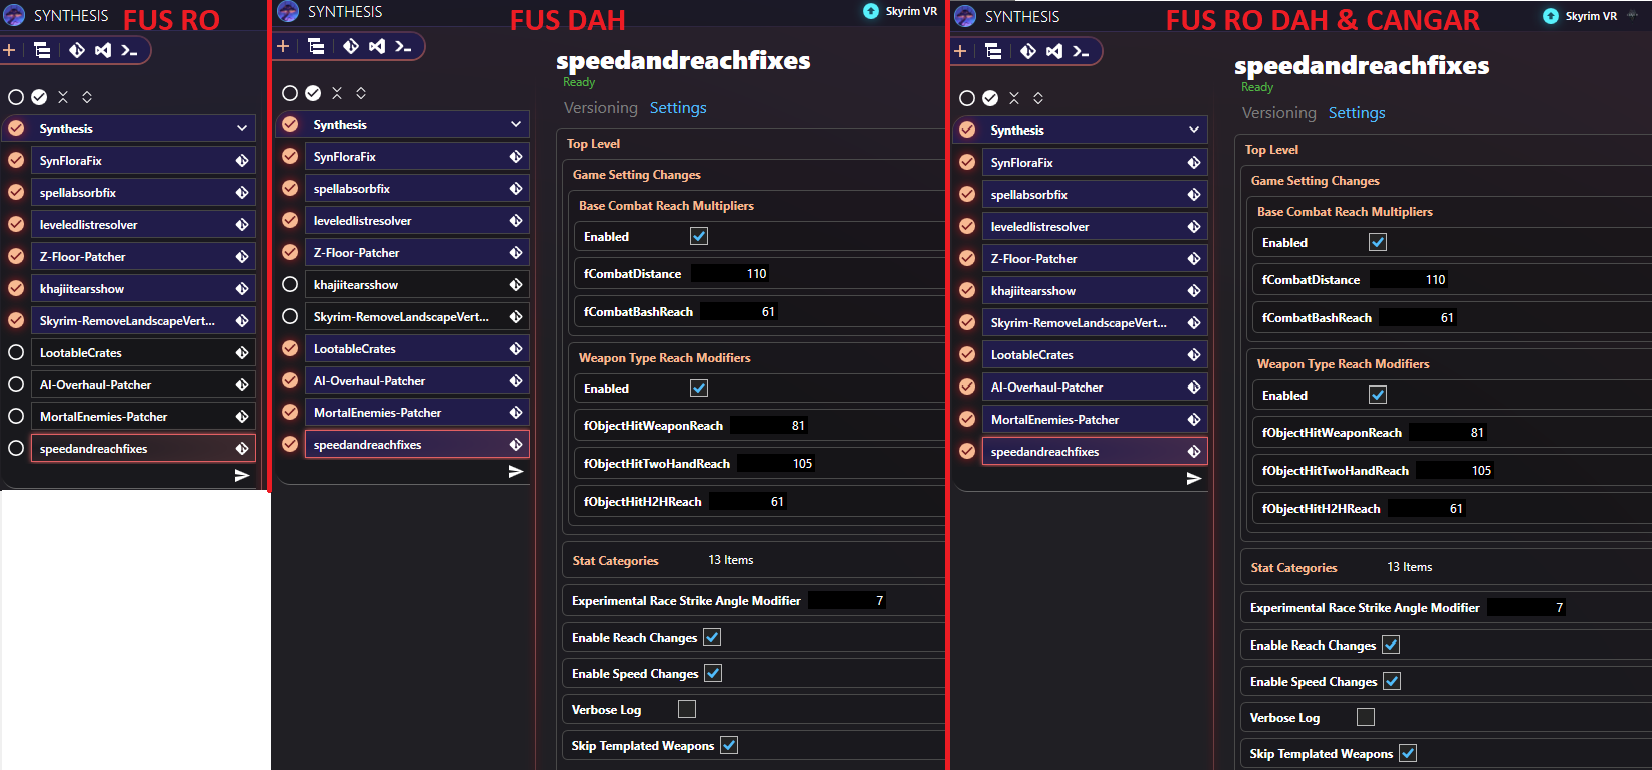 SYNTHESIS
FUS RO
Synthesis
SynFloraFix
spellabsorbfix
leveledlistresolver
Z-Floor-Patcher
khajiitearsshow
Skyrim-RemoveLandscapeVert...
LootableCrates
AI-Overhaul-Patcher
MortalEnemies-Patcher
speedandreachfixes
SYNTHESIS
FUS DAH
Skyrim VR
Synthesis
SynFloraFix
spellabsorbfix
leveledlistresolver
Z-Floor-Patcher
khajiitearsshow
Skyrim-RemoveLandscapeVert...
LootableCrates
AI-Overhaul-Patcher
MortalEnemies-Patcher
speedandreachfixes
speedandreachfixes
Ready
Versioning Settings
Top Level
Game Setting Changes
Base Combat Reach Multipliers
Enabled
fCombatDistance 110
fCombatBashReach 61
Weapon Type Reach Modifiers
Enabled
fObjectHitWeaponReach 81
fObjectHitTwoHandReach 105
fObjectHitH2HReach 61
Stat Categories 13 Items
Experimental Race Strike Angle Modifier 7
Enable Reach Changes
Enable Speed Changes
Verbose Log
Skip Templated Weapons
SYNTHESIS
FUS RO DAH & CANGAR
Skyrim VR
Synthesis
SynFloraFix
spellabsorbfix
leveledlistresolver
Z-Floor-Patcher
khajiitearsshow
Skyrim-RemoveLandscapeVert...
LootableCrates
AI-Overhaul-Patcher
MortalEnemies-Patcher
speedandreachfixes
speedandreachfixes
Ready
Versioning Settings
Top Level
Game Setting Changes
Base Combat Reach Multipliers
Enabled
fCombatDistance 110
fCombatBashReach 61
Weapon Type Reach Modifiers
Enabled
fObjectHitWeaponReach 81
fObjectHitTwoHandReach 105
fObjectHitH2HReach 61
Stat Categories 13 Items
Experimental Race Strike Angle Modifier 7
Enable Reach Changes
Enable Speed Changes
Verbose Log
Skip Templated Weapons